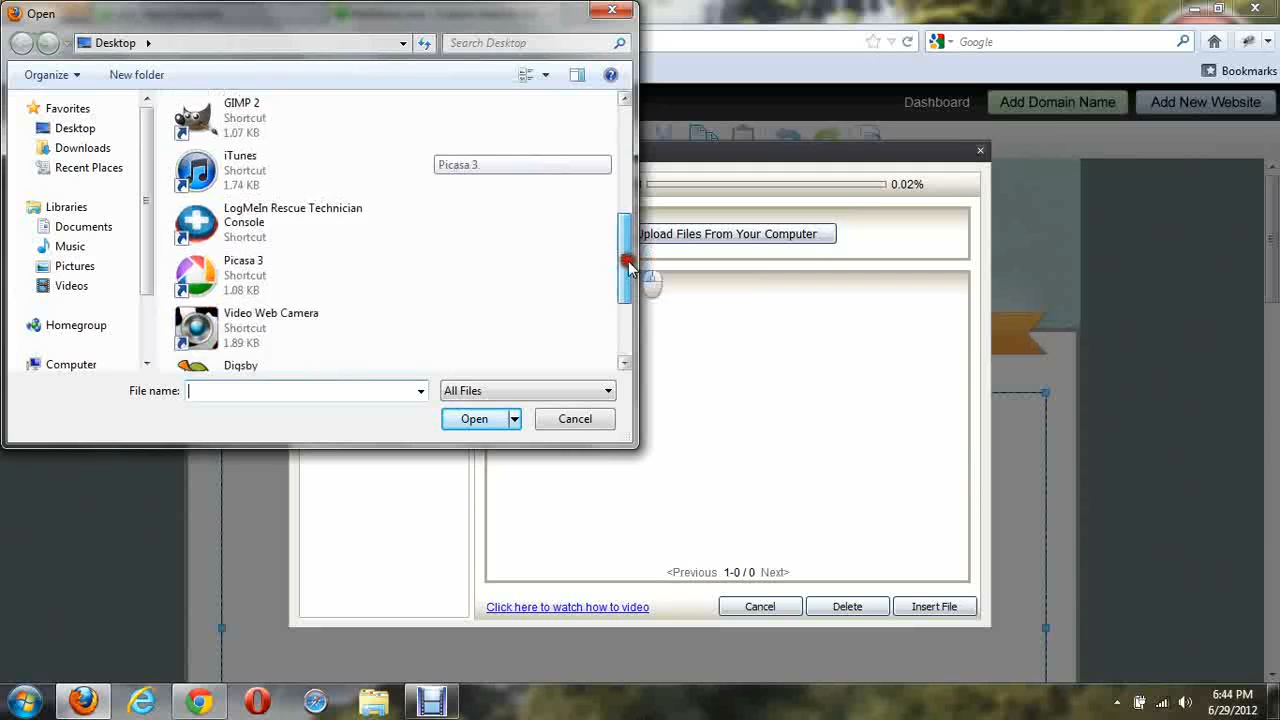 Open
Desktop
Search Desktop
Organize
New folder
Favorites
Desktop
Downloads
Recent Places
Libraries
Documents
Music
Pictures
Videos
Homegroup
Computer
GIMP 2
Shortcut
1.07 KB
iTunes
Shortcut
1.74 KB
LogMeIn Rescue Technician
Console
Shortcut
Picasa 3
Shortcut
1.08 KB
Video Web Camera
Shortcut
1.89 KB
Digsby
Picasa 3
File name:
All Files
Open
Cancel
Google
Bookmarks
Dashboard
Add Domain Name
Add New Website
0.02%
Upload Files From Your Computer
<Previous 1-0 / 0 Next>
Click here to watch how to video
Cancel
Delete
Insert File
6:44 PM
6/29/2012